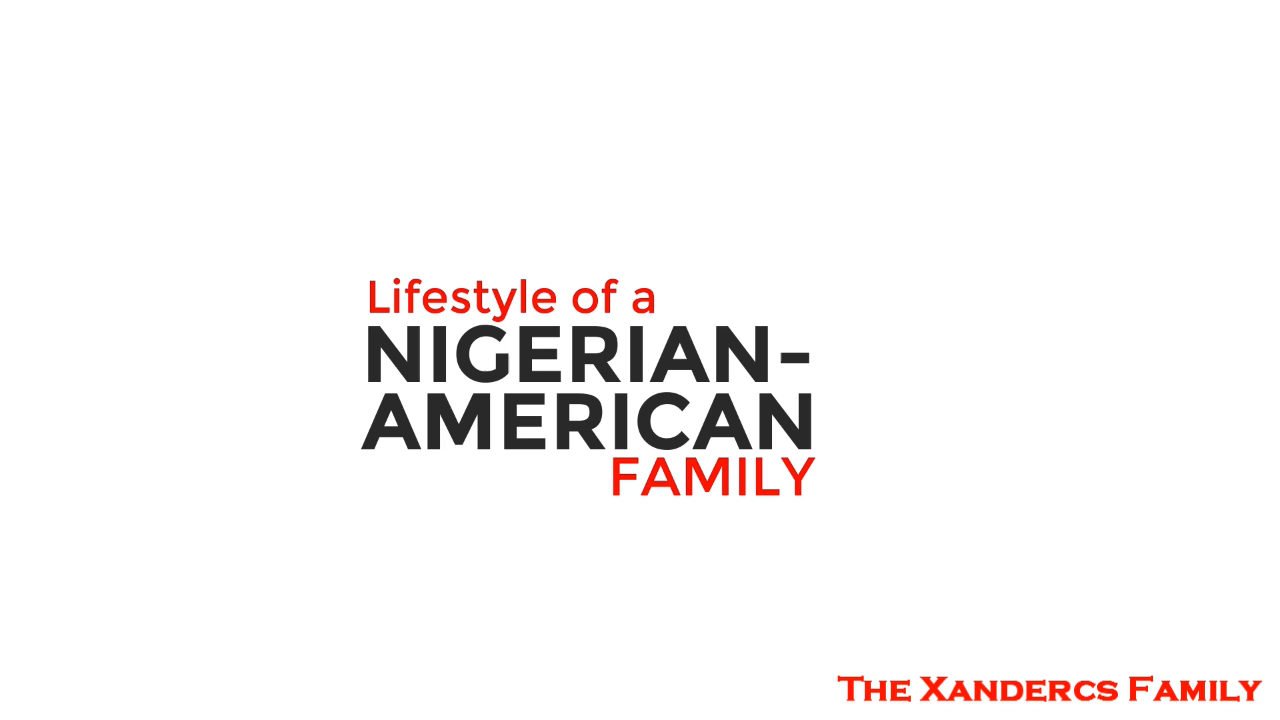 Lifestyle of a
NIGERIAN-
AMERICAN
FAMILY
THE XANDERCS FAMILY